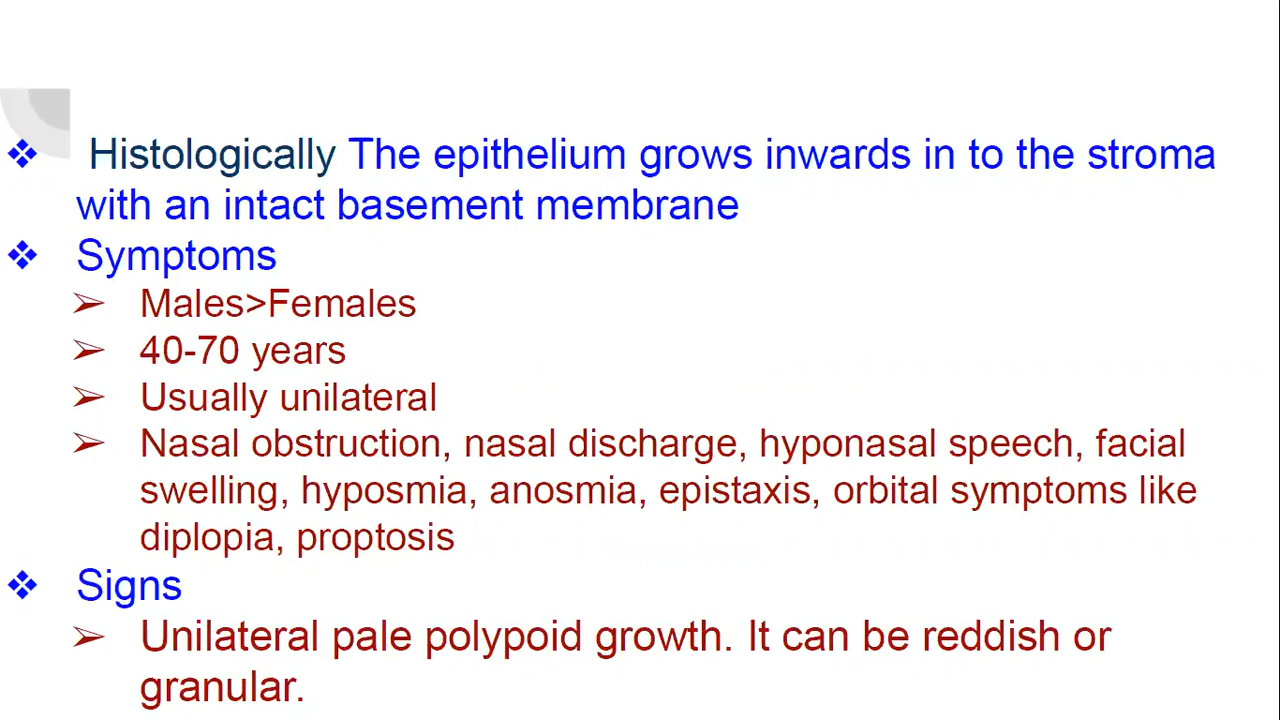 ❖ Histologically The epithelium grows inwards in to the stroma
with an intact basement membrane
❖ Symptoms
➢ Males>Females
➢ 40-70 years
➢ Usually unilateral
➢ Nasal obstruction, nasal discharge, hyponasal speech, facial
swelling, hyposmia, anosmia, epistaxis, orbital symptoms like
diplopia, proptosis
❖ Signs
➢ Unilateral pale polypoid growth. It can be reddish or
granular.